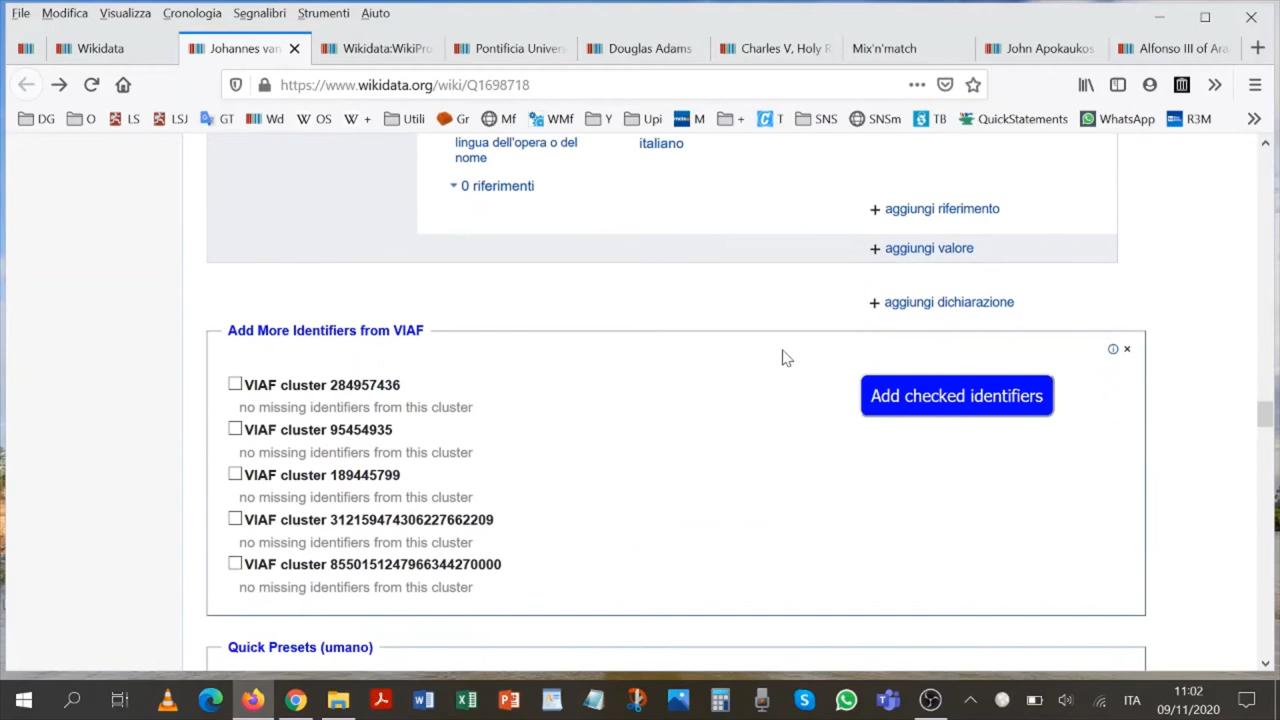 File Modifica Visualizza Cronologia Segnalibri Strumenti Aiuto
Wikidata Johannes van Wikidata:WikiPro Pontificia Univer Douglas Adams Charles V, Holy R Mix'n'match John Apokaukos Alfonso III of Ara
https://www.wikidata.org/wiki/Q1698718
DG O LS LSJ GT Wd OS + Utili Gr Mf WMf Y Upi M + T SNS SNSm TB QuickStatements WhatsApp R3M
lingua dell'opera o del nome
italiano
0 riferimenti
+ aggiungi riferimento
+ aggiungi valore
+ aggiungi dichiarazione
Add More Identifiers from VIAF
VIAF cluster 284957436
Add checked identifiers
no missing identifiers from this cluster
VIAF cluster 95454935
no missing identifiers from this cluster
VIAF cluster 189445799
no missing identifiers from this cluster
VIAF cluster 312159474306227662209
no missing identifiers from this cluster
VIAF cluster 8550151247966344270000
no missing identifiers from this cluster
Quick Presets (umano)
ITA
11:02
09/11/2020